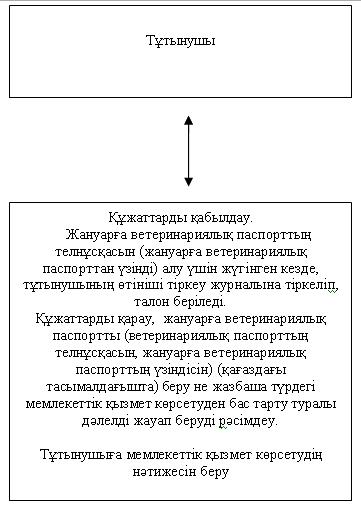 Тұтынушы
Құжаттарды қабылдау.
Жануарға ветеринариялық паспорттың
телнұсқасын (жануарға ветеринариялық
паспорттан үзінді) алу үшін жүгінген кезде,
тұтынушының өтініші тіркеу журналына тіркеліп,
талон беріледі.
Құжаттарды қарау, жануарға ветеринариялық
паспортты (ветеринариялық паспорттың
телнұсқасын, жануарға ветеринариялық
паспорттың үзіндісін) (қағаздағы
тасымалдағышта) беру не жазбаша түрдегі
мемлекеттік қызмет көрсетуден бас тарту туралы
дәлелді жауап беруді рәсімдеу.
Тұтынушыға мемлекеттік қызмет көрсетудің
нәтижесін беру